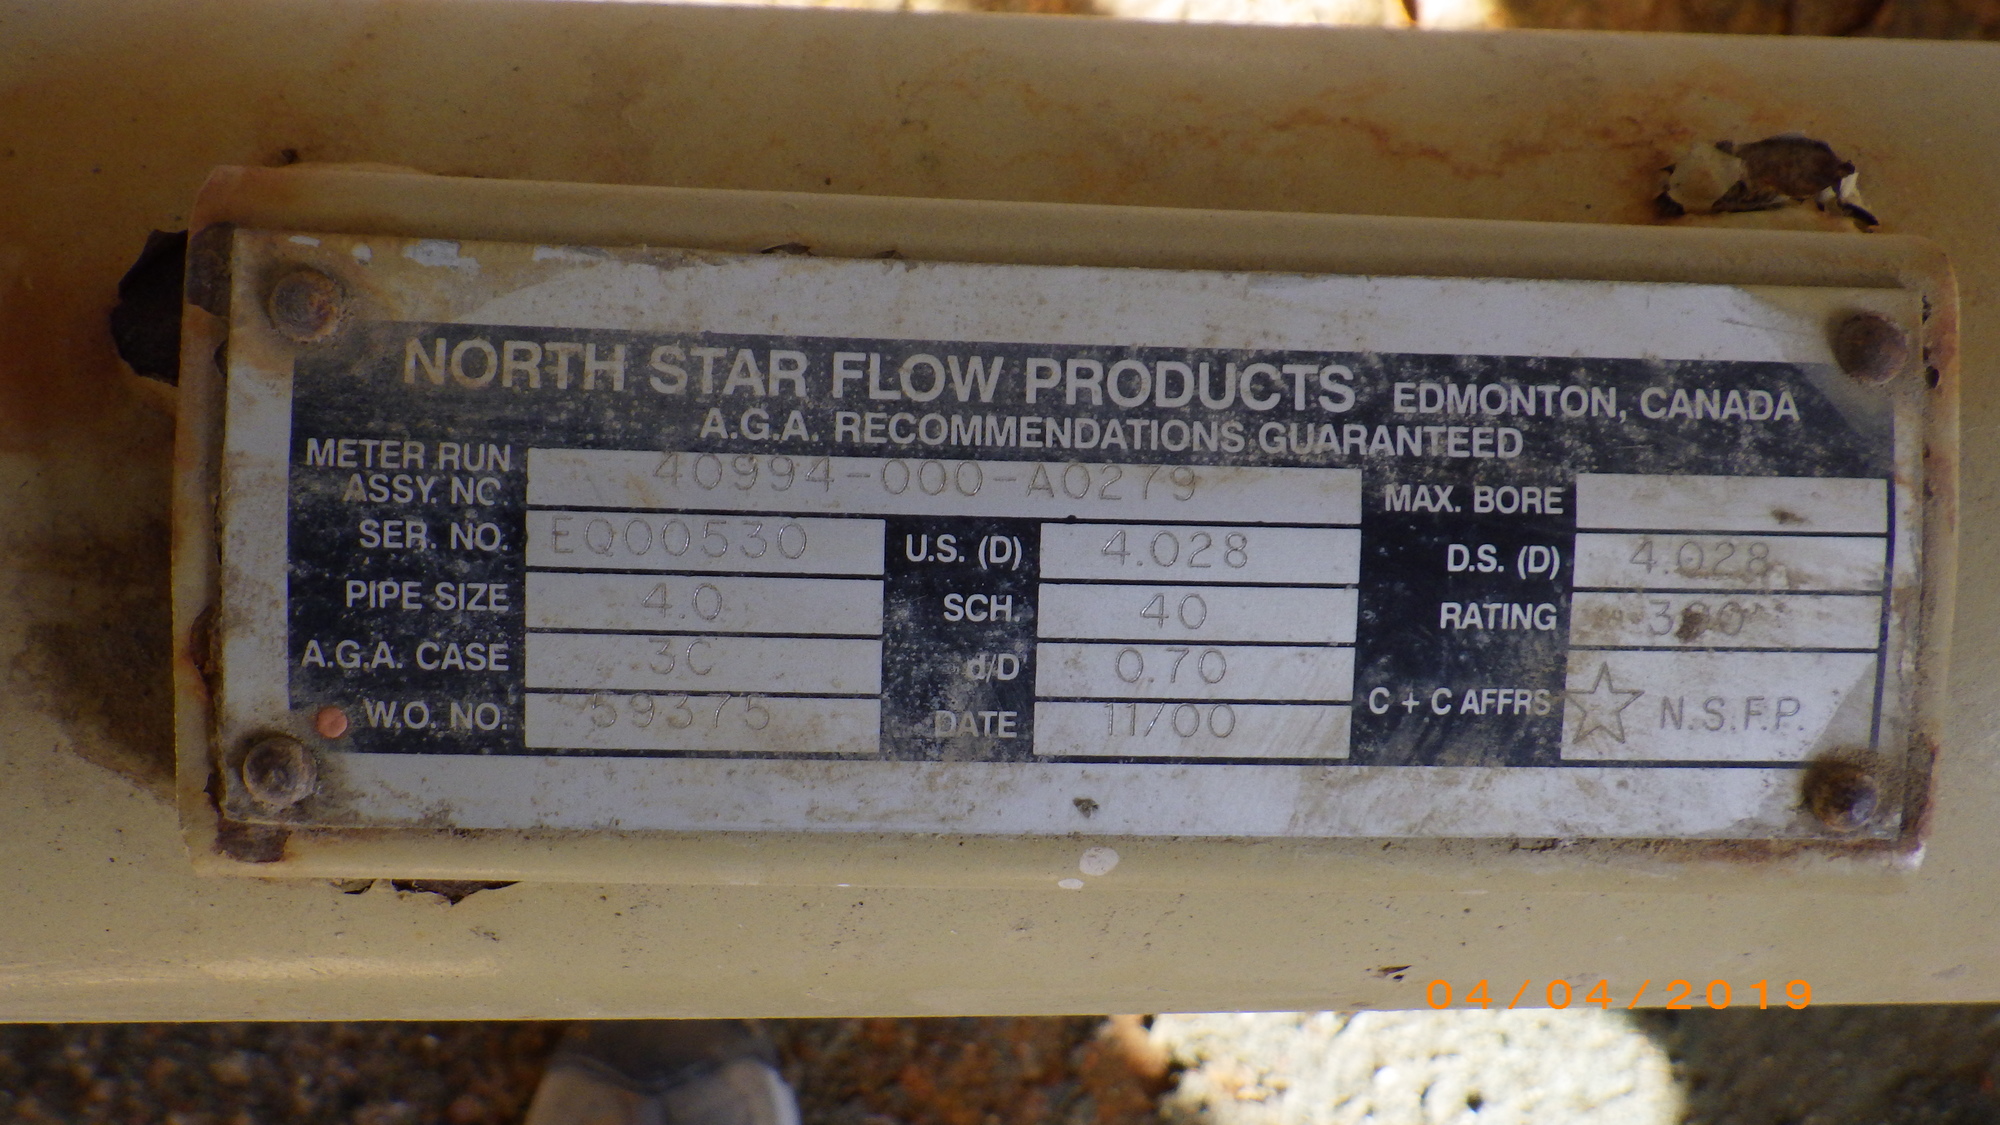 NORTH STAR FLOW PRODUCTS EDMONTON, CANADA
A.G.A. RECOMMENDATIONS GUARANTEED
METER RUN
ASSY. NO 40994-000-A0279 MAX. BORE
SER. NO. EQ00530 U.S. (D) 4.028 D.S. (D) 4.028
PIPE SIZE 4.0 SCH. 40 RATING 300
A.G.A. CASE 3C d/D 0.70
W.O. NO. 59375 DATE 11/00 C + C AFFRS N.S.F.P.
04/04/2019